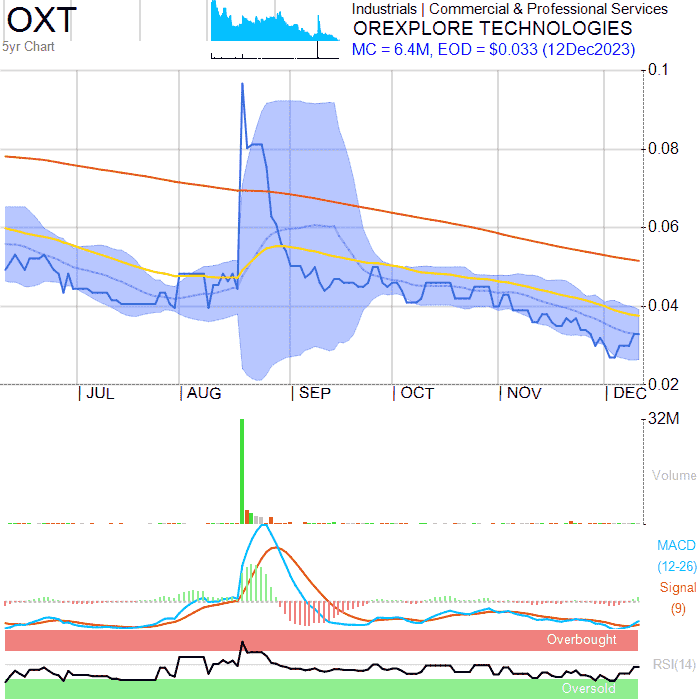 OXT
5yr Chart
Industrials | Commercial & Professional Services
OREXPLORE TECHNOLOGIES
MC = 6.4M, EOD = $0.033 (12Dec2023)
0.1
0.08
0.06
0.04
0.02
| JUL | AUG | SEP | OCT | NOV | DEC
32M
Volume
MACD
(12-26)
Signal
(9)
Overbought
RSI(14)
Oversold